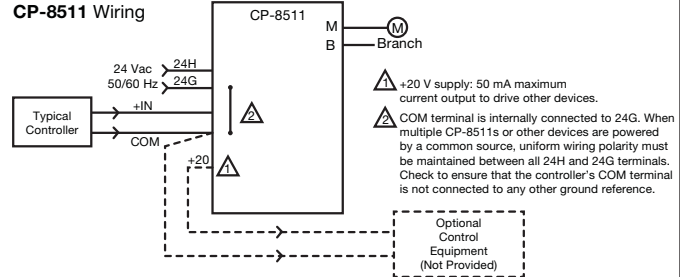 CP-8511 Wiring
CP-8511
M
M
B
Branch
24 Vac
50/60 Hz
24H
24G
+IN
Typical
Controller
COM
2
+20
1
1
+20 V supply: 50 mA maximum
current output to drive other devices.
2
COM terminal is internally connected to 24G. When
multiple CP-8511s or other devices are powered
by a common source, uniform wiring polarity must
be maintained between all 24H and 24G terminals.
Check to ensure that the controller's COM terminal
is not connected to any other ground reference.
Optional
Control
Equipment
(Not Provided)